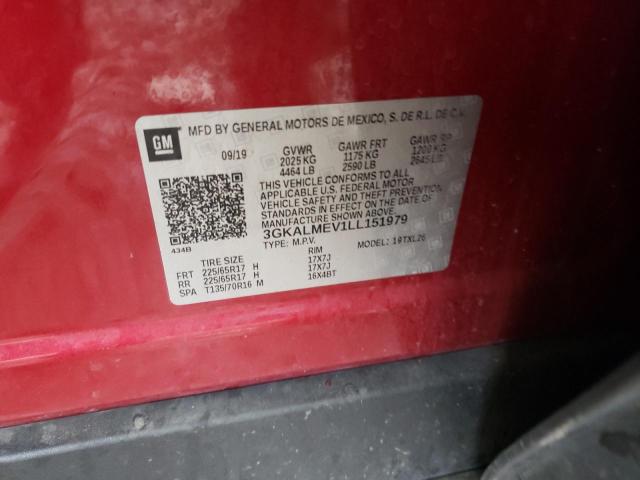 GM
MFD BY GENERAL MOTORS DE MEXICO, S. DE R.L. DE C.V.
09/19 GVWR GAWR FRT GAWR RR
2025 KG 1175 KG 1200 KG
4464 LB 2590 LB 2645 LB
THIS VEHICLE CONFORMS TO ALL
APPLICABLE U.S. FEDERAL MOTOR
VEHICLE SAFETY AND THEFT PREVENTION
STANDARDS IN EFFECT ON THE DATE OF
MANUFACTURE SHOWN ABOVE.
3GKALMEV1LL151979
434B TYPE: M.P.V. MODEL: 19TXL26
TIRE SIZE RIM
FRT 225/65R17 H 17X7J
RR 225/65R17 H 17X7J
SPA T135/70R16 M 16X4BT